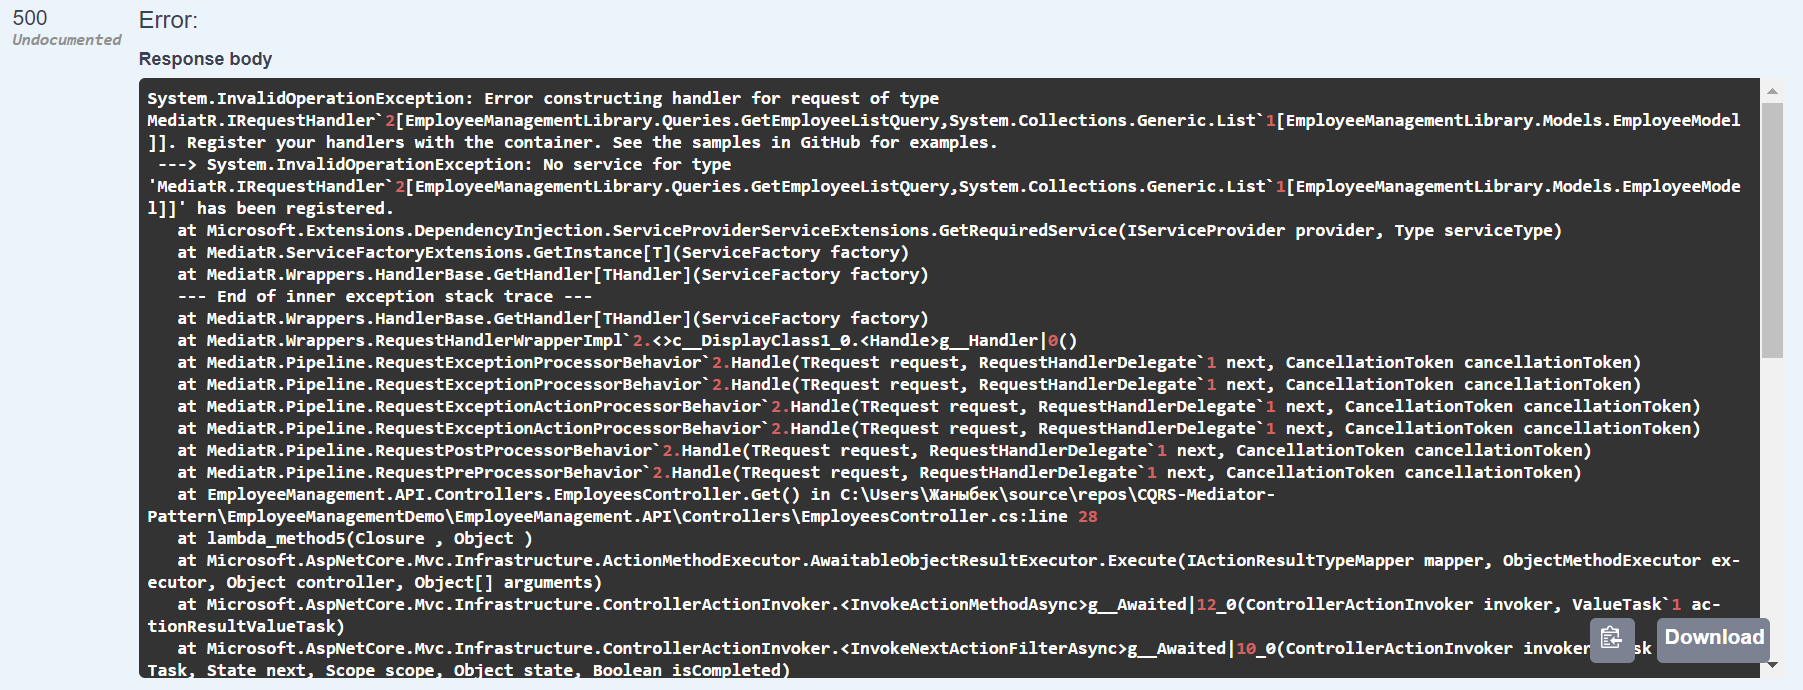 500
Undocumented
Error:
Response body
System.InvalidOperationException: Error constructing handler for request of type
MediatR.IRequestHandler`2[EmployeeManagementLibrary.Queries.GetEmployeeListQuery,System.Collections.Generic.List`1[EmployeeManagementLibrary.Models.EmployeeModel
]]. Register your handlers with the container. See the samples in GitHub for examples.
 ---> System.InvalidOperationException: No service for type
'MediatR.IRequestHandler`2[EmployeeManagementLibrary.Queries.GetEmployeeListQuery,System.Collections.Generic.List`1[EmployeeManagementLibrary.Models.EmployeeMode
l]]' has been registered.
   at Microsoft.Extensions.DependencyInjection.ServiceProviderServiceExtensions.GetRequiredService(IServiceProvider provider, Type serviceType)
   at MediatR.ServiceFactoryExtensions.GetInstance[T](ServiceFactory factory)
   at MediatR.Wrappers.HandlerBase.GetHandler[THandler](ServiceFactory factory)
   --- End of inner exception stack trace ---
   at MediatR.Wrappers.HandlerBase.GetHandler[THandler](ServiceFactory factory)
   at MediatR.Wrappers.RequestHandlerWrapperImpl`2.<>c__DisplayClass1_0.<Handle>g__Handler|0()
   at MediatR.Pipeline.RequestExceptionProcessorBehavior`2.Handle(TRequest request, RequestHandlerDelegate`1 next, CancellationToken cancellationToken)
   at MediatR.Pipeline.RequestExceptionProcessorBehavior`2.Handle(TRequest request, RequestHandlerDelegate`1 next, CancellationToken cancellationToken)
   at MediatR.Pipeline.RequestExceptionActionProcessorBehavior`2.Handle(TRequest request, RequestHandlerDelegate`1 next, CancellationToken cancellationToken)
   at MediatR.Pipeline.RequestExceptionActionProcessorBehavior`2.Handle(TRequest request, RequestHandlerDelegate`1 next, CancellationToken cancellationToken)
   at MediatR.Pipeline.RequestPostProcessorBehavior`2.Handle(TRequest request, RequestHandlerDelegate`1 next, CancellationToken cancellationToken)
   at MediatR.Pipeline.RequestPreProcessorBehavior`2.Handle(TRequest request, RequestHandlerDelegate`1 next, CancellationToken cancellationToken)
   at EmployeeManagement.API.Controllers.EmployeesController.Get() in C:\Users\Жаныбек\source\repos\CQRS-Mediator-
Pattern\EmployeeManagementDemo\EmployeeManagement.API\Controllers\EmployeesController.cs:line 28
   at lambda_method5(Closure , Object )
   at Microsoft.AspNetCore.Mvc.Infrastructure.ActionMethodExecutor.AwaitableObjectResultExecutor.Execute(IActionResultTypeMapper mapper, ObjectMethodExecutor ex-
ecutor, Object controller, Object[] arguments)
   at Microsoft.AspNetCore.Mvc.Infrastructure.ControllerActionInvoker.<InvokeActionMethodAsync>g__Awaited|12_0(ControllerActionInvoker invoker, ValueTask`1 ac-
tionResultValueTask)
   at Microsoft.AspNetCore.Mvc.Infrastructure.ControllerActionInvoker.<InvokeNextActionFilterAsync>g__Awaited|10_0(ControllerActionInvoker invoker
Task, State next, Scope scope, Object state, Boolean isCompleted)
Download